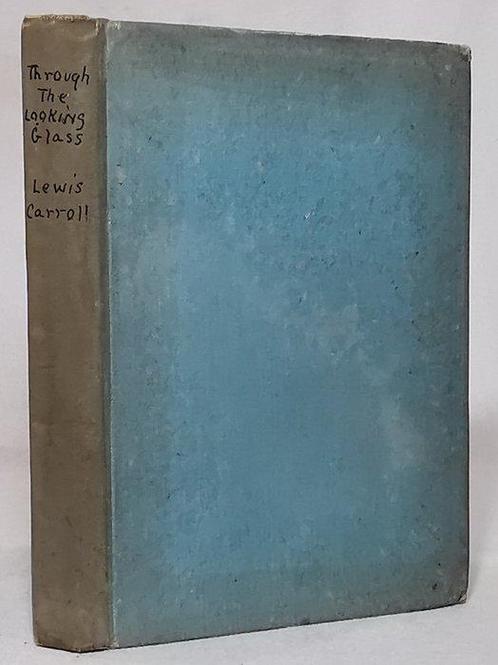 Through
The
LOOKING
Glass
Lewis
Carroll